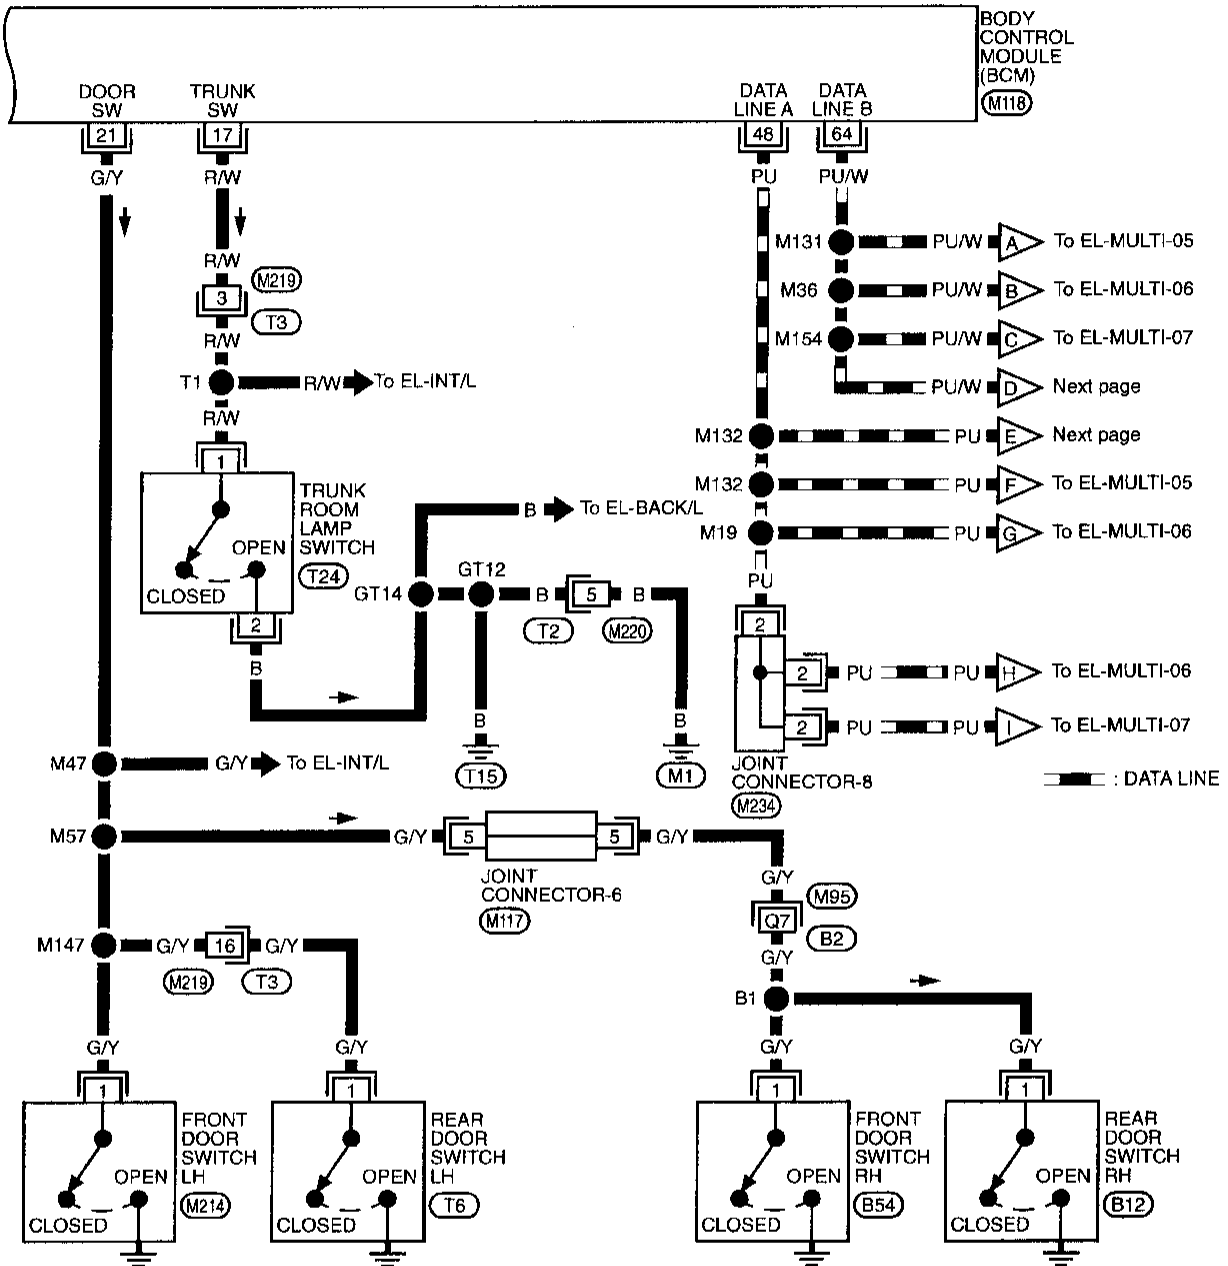 BODY
CONTROL
MODULE
(BCM)
M118
DOOR
SW
TRUNK
SW
DATA
LINE A
DATA
LINE B
21
17
48
64
G/Y
R/W
PU
PU/W
M131
PU/W
A
To EL-MULTI-05
R/W
M219
3
T3
M36
PU/W
B
To EL-MULTI-06
R/W
M154
PU/W
C
To EL-MULTI-07
T1
R/W
To EL-INT/L
PU/W
D
Next page
R/W
M132
PU
E
Next page
1
M132
PU
F
To EL-MULTI-05
TRUNK
ROOM
LAMP
SWITCH
T24
OPEN
CLOSED
2
B
B
To EL-BACK/L
M19
PU
G
To EL-MULTI-06
GT14
GT12
B
5
B
T2
M220
PU
2
2
PU
PU
H
To EL-MULTI-06
2
PU
PU
I
To EL-MULTI-07
B
B
T15
M1
JOINT
CONNECTOR-8
M234
: DATA LINE
M47
G/Y
To EL-INT/L
M57
G/Y
5
5
G/Y
JOINT
CONNECTOR-6
M117
G/Y
M95
Q7
B2
G/Y
M147
G/Y
16
G/Y
M219
T3
B1
G/Y
G/Y
G/Y
G/Y
1
1
1
1
FRONT
DOOR
SWITCH
LH
M214
OPEN
CLOSED
REAR
DOOR
SWITCH
LH
T6
OPEN
CLOSED
FRONT
DOOR
SWITCH
RH
B54
OPEN
CLOSED
REAR
DOOR
SWITCH
RH
B12
OPEN
CLOSED